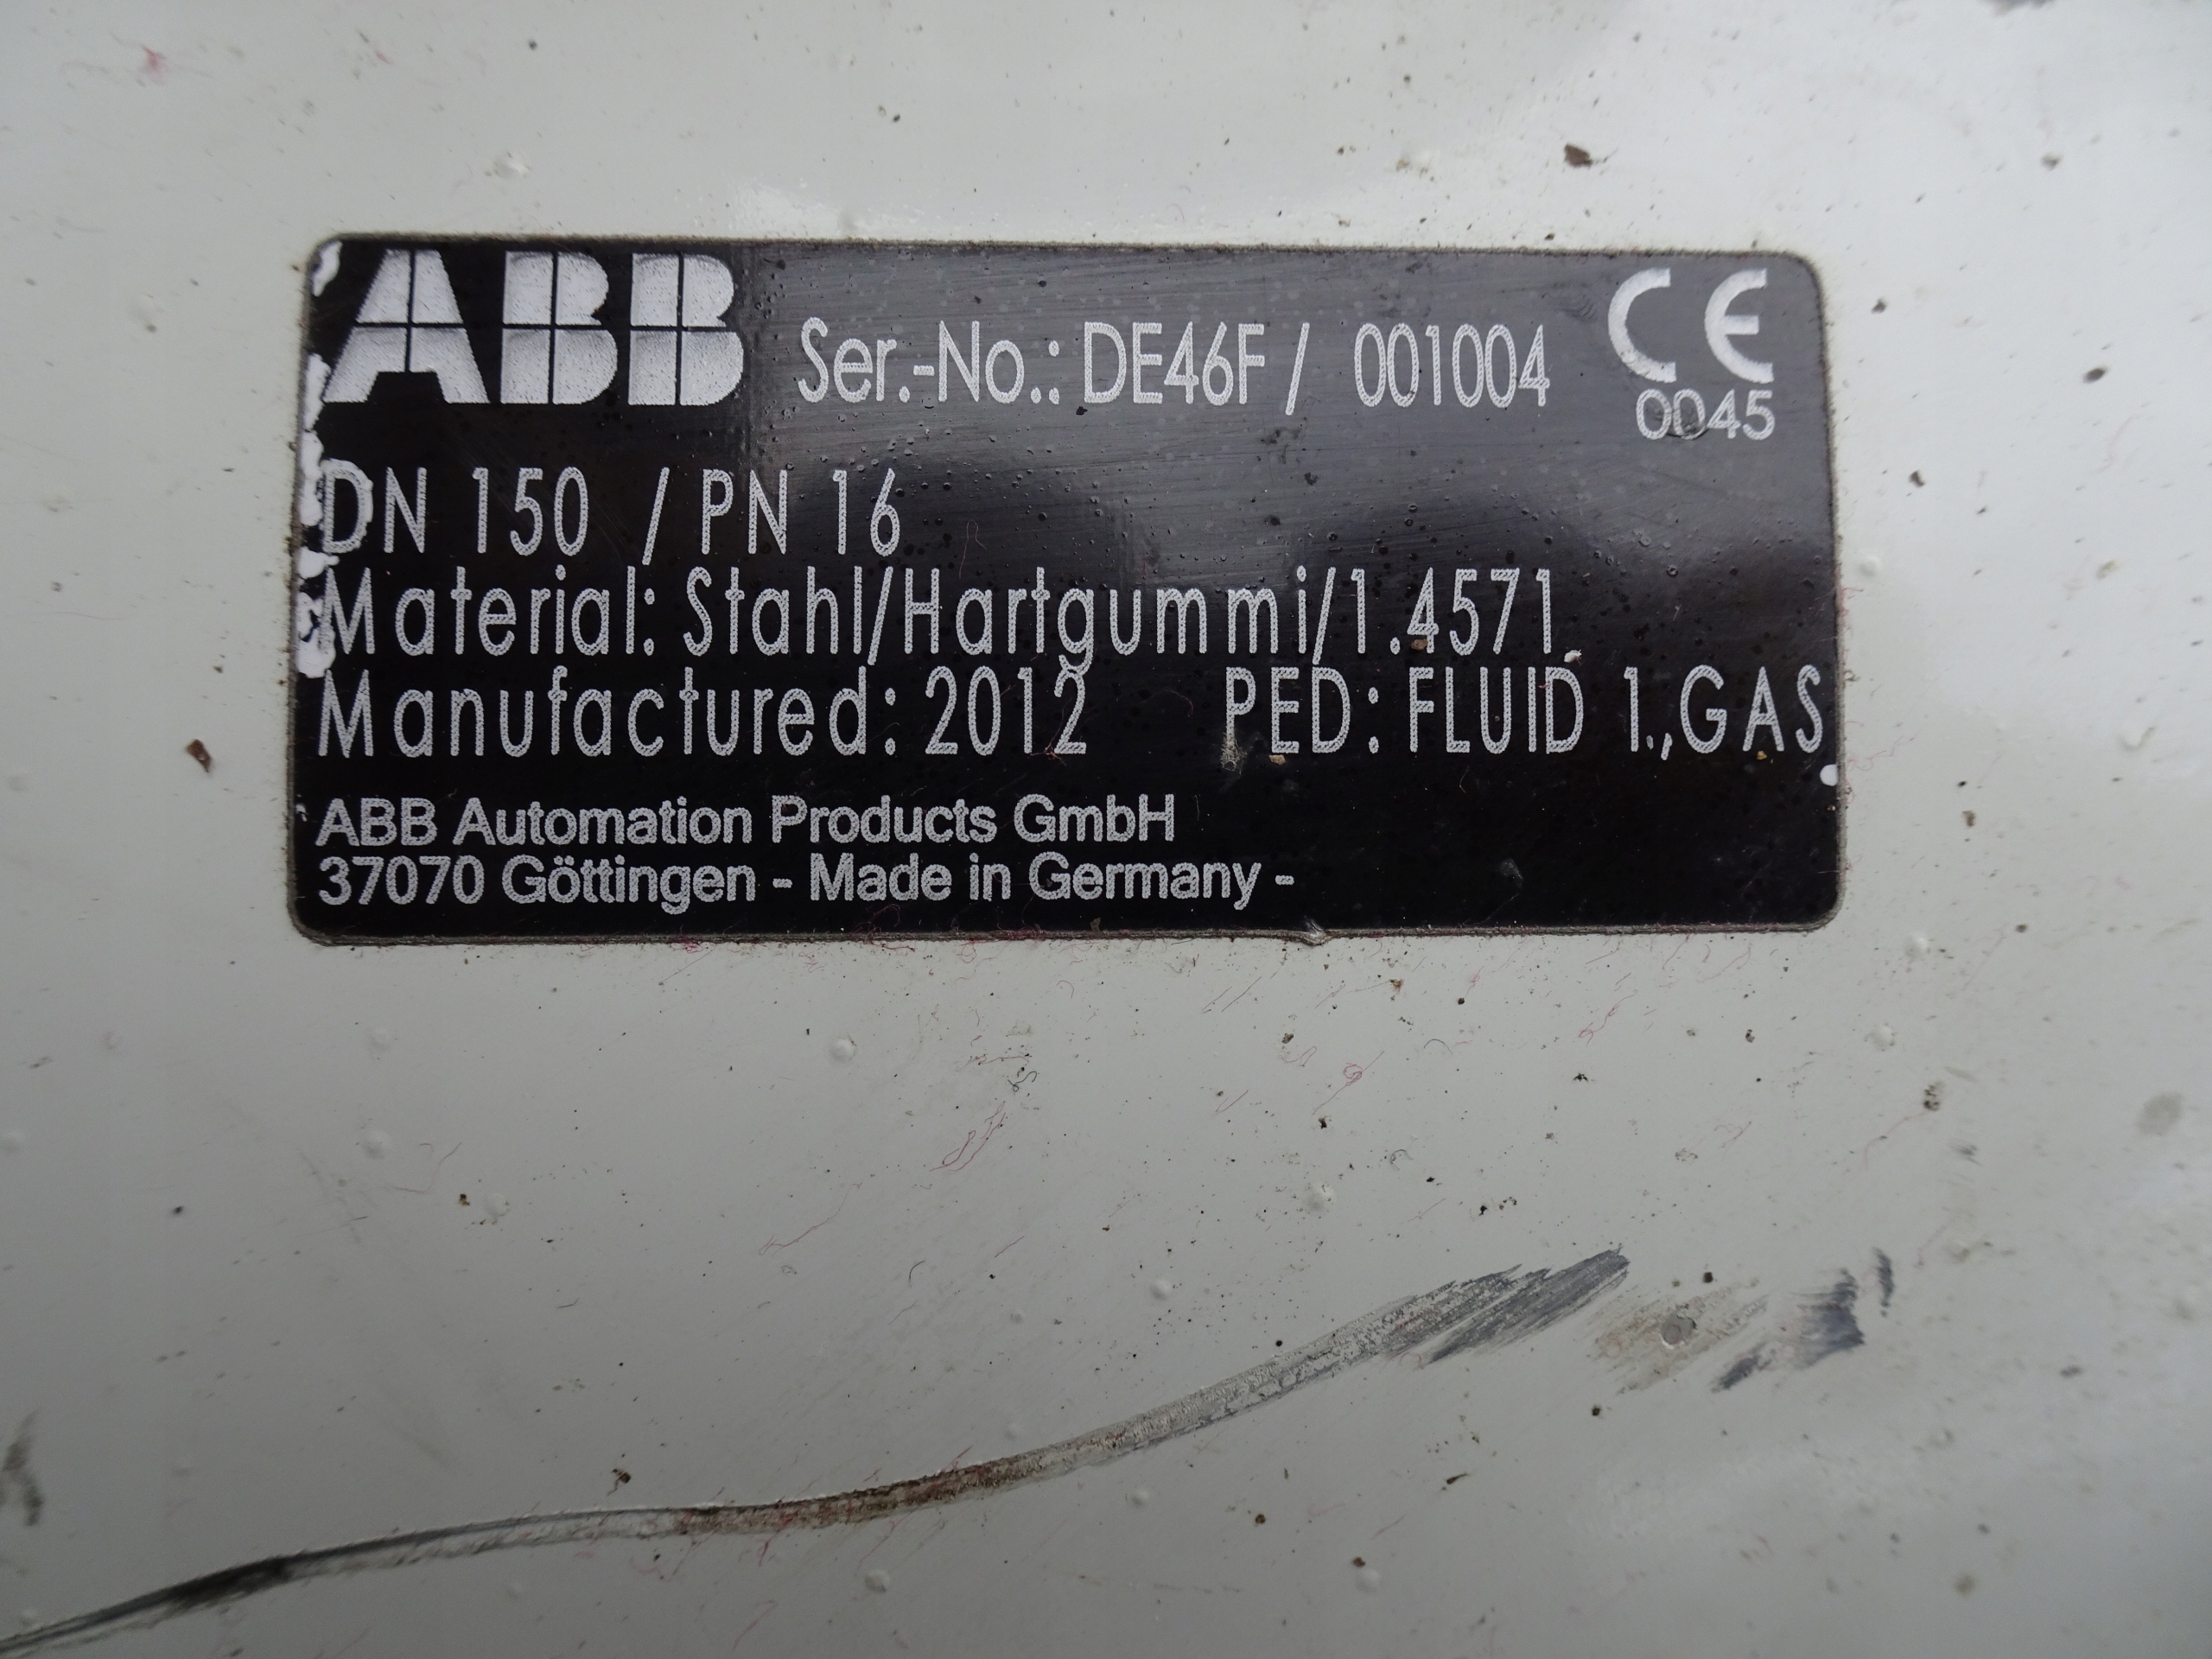 ABB Ser.-No.: DE46F / 001004 CE
0045
DN 150 / PN 16
Material: Stahl/Hartgummi/1.4571
Manufactured: 2012 PED: FLUID 1.,GAS
ABB Automation Products GmbH
37070 Göttingen - Made in Germany -